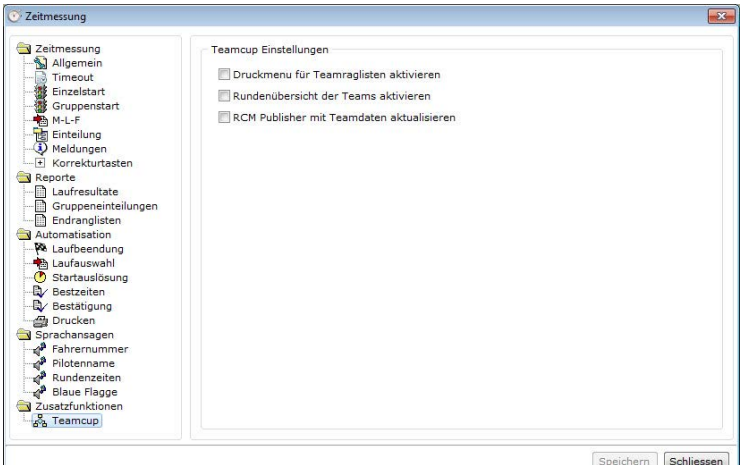 Zeitmessung
Zeitmessung
Allgemein
Timeout
Einzelstart
Gruppenstart
M-L-F
Einteilung
Meldungen
Korrekturtasten
Reporte
Laufresultate
Gruppeneinteilungen
Endranglisten
Automatisation
Laufbeendung
Laufauswahl
Startauslösung
Bestzeiten
Bestätigung
Drucken
Sprachansagen
Fahrernummer
Pilotenname
Rundenzeiten
Blaue Flagge
Zusatzfunktionen
Teamcup
Teamcup Einstellungen
Druckmenu für Teamraglisten aktivieren
Rundenübersicht der Teams aktivieren
RCM Publisher mit Teamdaten aktualisieren
Speichern Schliessen